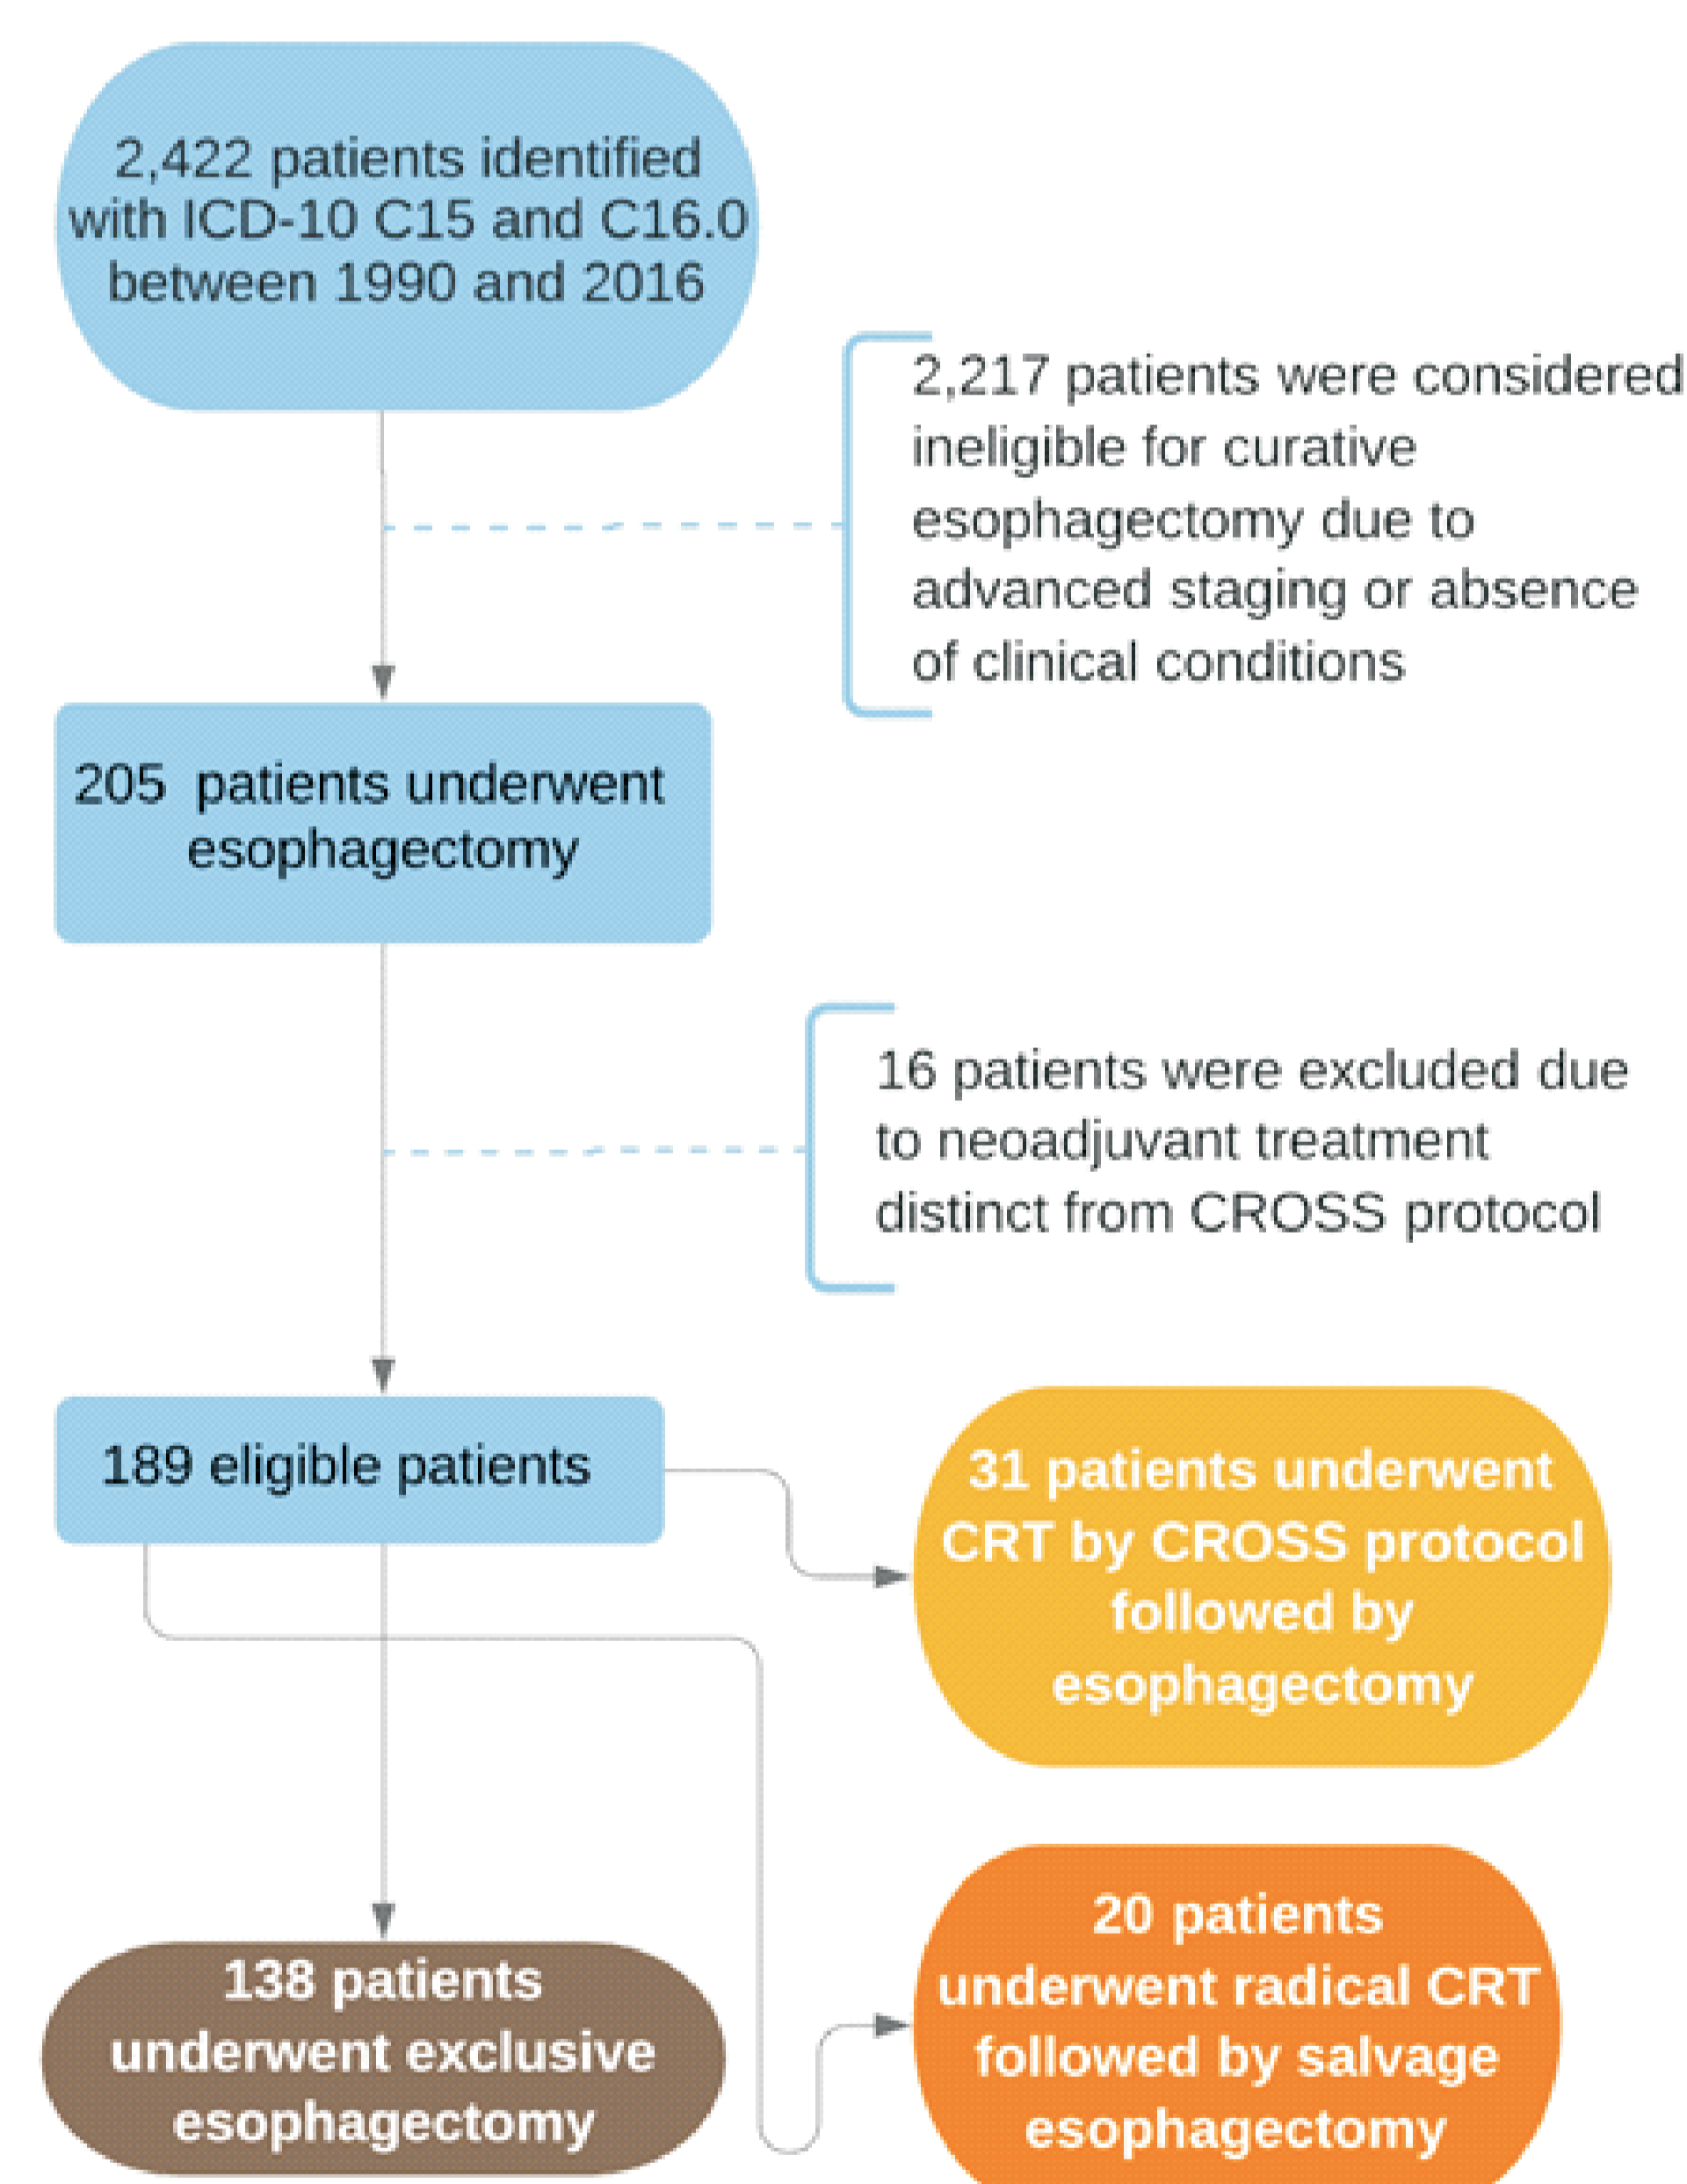 2,422 patients identified
with ICD-10 C15 and C16.0
between 1990 and 2016
2,217 patients were considered
ineligible for curative
esophagectomy due to
advanced staging or absence
of clinical conditions
205 patients underwent
esophagectomy
16 patients were excluded due
to neoadjuvant treatment
distinct from CROSS protocol
189 eligible patients
31 patients underwent
CRT by CROSS protocol
followed by
esophagectomy
138 patients
underwent exclusive
esophagectomy
20 patients
underwent radical CRT
followed by salvage
esophagectomy